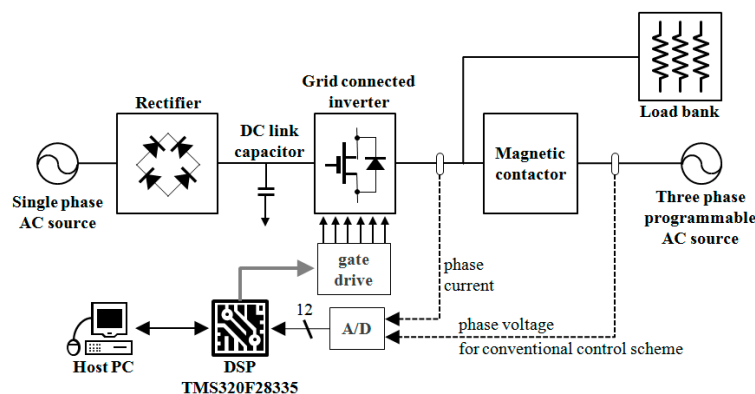 Rectifier
Grid connected
inverter
DC link
capacitor
Load bank
Magnetic
contactor
Single phase
AC source
Three phase
programmable
AC source
gate
drive
phase
current
12
A/D
phase voltage
for conventional control scheme
Host PC
DSP
TMS320F28335